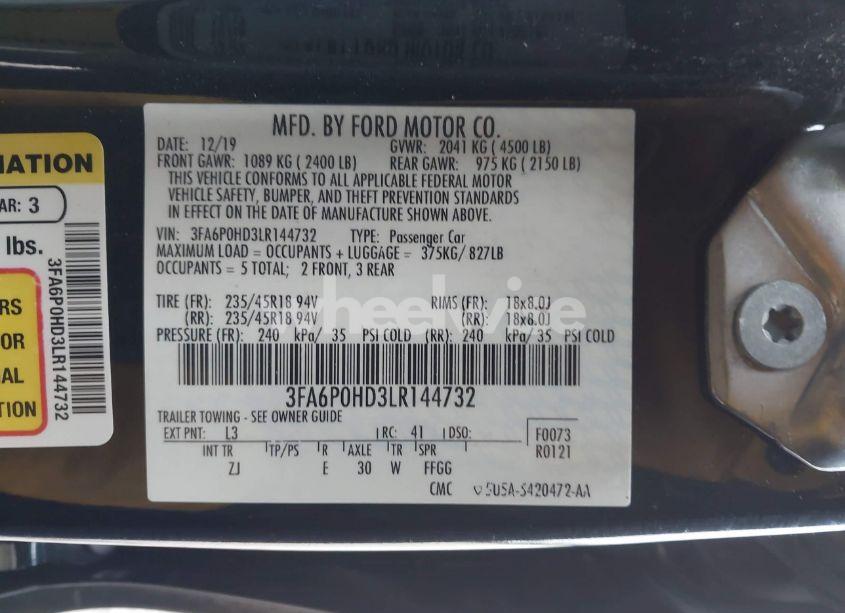 MFD. BY FORD MOTOR CO.
DATE: 12/19 GVWR: 2041 KG (4500 LB)
FRONT GAWR: 1089 KG (2400 LB) REAR GAWR: 975 KG (2150 LB)
THIS VEHICLE CONFORMS TO ALL APPLICABLE FEDERAL MOTOR
VEHICLE SAFETY, BUMPER, AND THEFT PREVENTION STANDARDS
IN EFFECT ON THE DATE OF MANUFACTURE SHOWN ABOVE.
VIN: 3FA6P0HD3LR144732 TYPE: Passenger Car
MAXIMUM LOAD = OCCUPANTS + LUGGAGE = 375KG/ 827LB
OCCUPANTS = 5 TOTAL; 2 FRONT, 3 REAR
TIRE (FR): 235/45R18 94V RIMS (FR): 18x8.0J
(RR): 235/45R18 94V (RR): 18x8.0J
PRESSURE (FR): 240 kPa/ 35 PSI COLD (RR): 240 kPa/ 35 PSI COLD
3FA6P0HD3LR144732
TRAILER TOWING - SEE OWNER GUIDE
EXT PNT: L3 RC: 41 DSO: F0073
R0121
INT TR TP/PS R AXLE TR SPR
ZJ E 30 W FFGG
CMC 5U5A-5420472-AA
wheelwire
MATION
AR: 3
lbs.
RS
OR
AL
TION
3FA6P0HD3LR144732